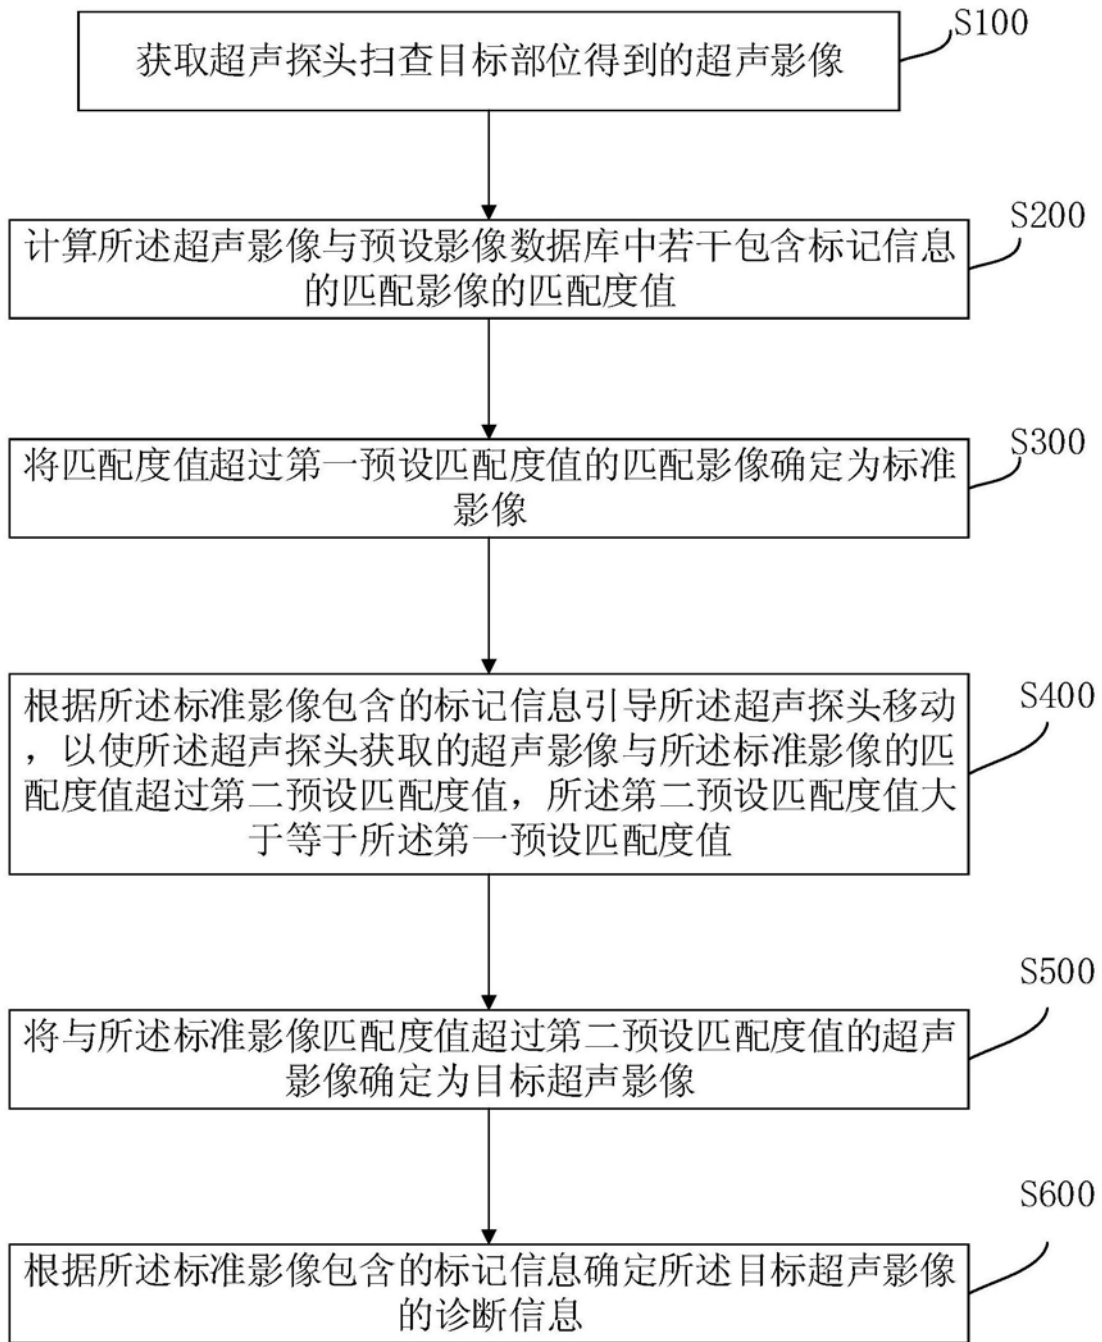 获取超声探头扫查目标部位得到的超声影像
S100
计算所述超声影像与预设影像数据库中若干包含标记信息
的匹配影像的匹配度值
S200
将匹配度值超过第一预设匹配度值的匹配影像确定为标准
影像
S300
根据所述标准影像包含的标记信息引导所述超声探头移动
，以使所述超声探头获取的超声影像与所述标准影像的匹
配度值超过第二预设匹配度值，所述第二预设匹配度值大
于等于所述第一预设匹配度值
S400
将与所述标准影像匹配度值超过第二预设匹配度值的超声
影像确定为目标超声影像
S500
根据所述标准影像包含的标记信息确定所述目标超声影像
的诊断信息
S600